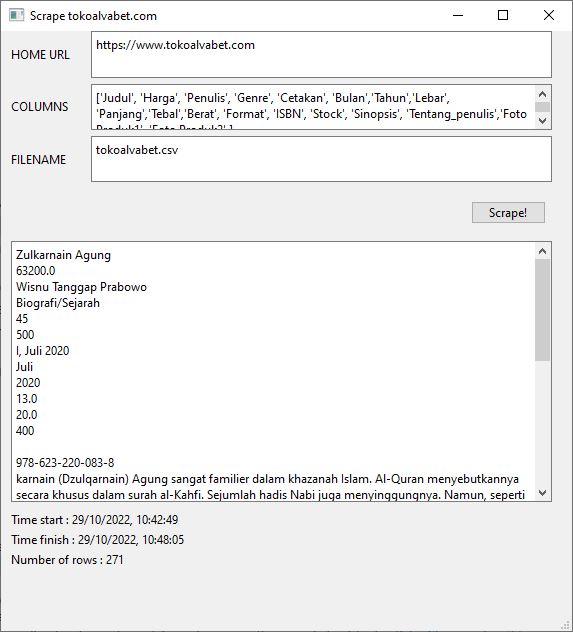 Scrape tokoalvabet.com
HOME URL
https://www.tokoalvabet.com
COLUMNS
['Judul', 'Harga', 'Penulis', 'Genre', 'Cetakan', 'Bulan','Tahun','Lebar',
'Panjang','Tebal','Berat', 'Format', 'ISBN', 'Stock', 'Sinopsis', 'Tentang_penulis','Foto
Produk1', 'Foto Produk2' ]
FILENAME
tokoalvabet.csv
Scrape!
Zulkarnain Agung
63200.0
Wisnu Tanggap Prabowo
Biografi/Sejarah
45
500
I, Juli 2020
Juli
2020
13.0
20.0
400
978-623-220-083-8
karnain (Dzulqarnain) Agung sangat familier dalam khazanah Islam. Al-Quran menyebutkannya
secara khusus dalam surah al-Kahfi. Sejumlah hadis Nabi juga menyinggungnya. Namun, seperti
Time start : 29/10/2022, 10:42:49
Time finish : 29/10/2022, 10:48:05
Number of rows : 271